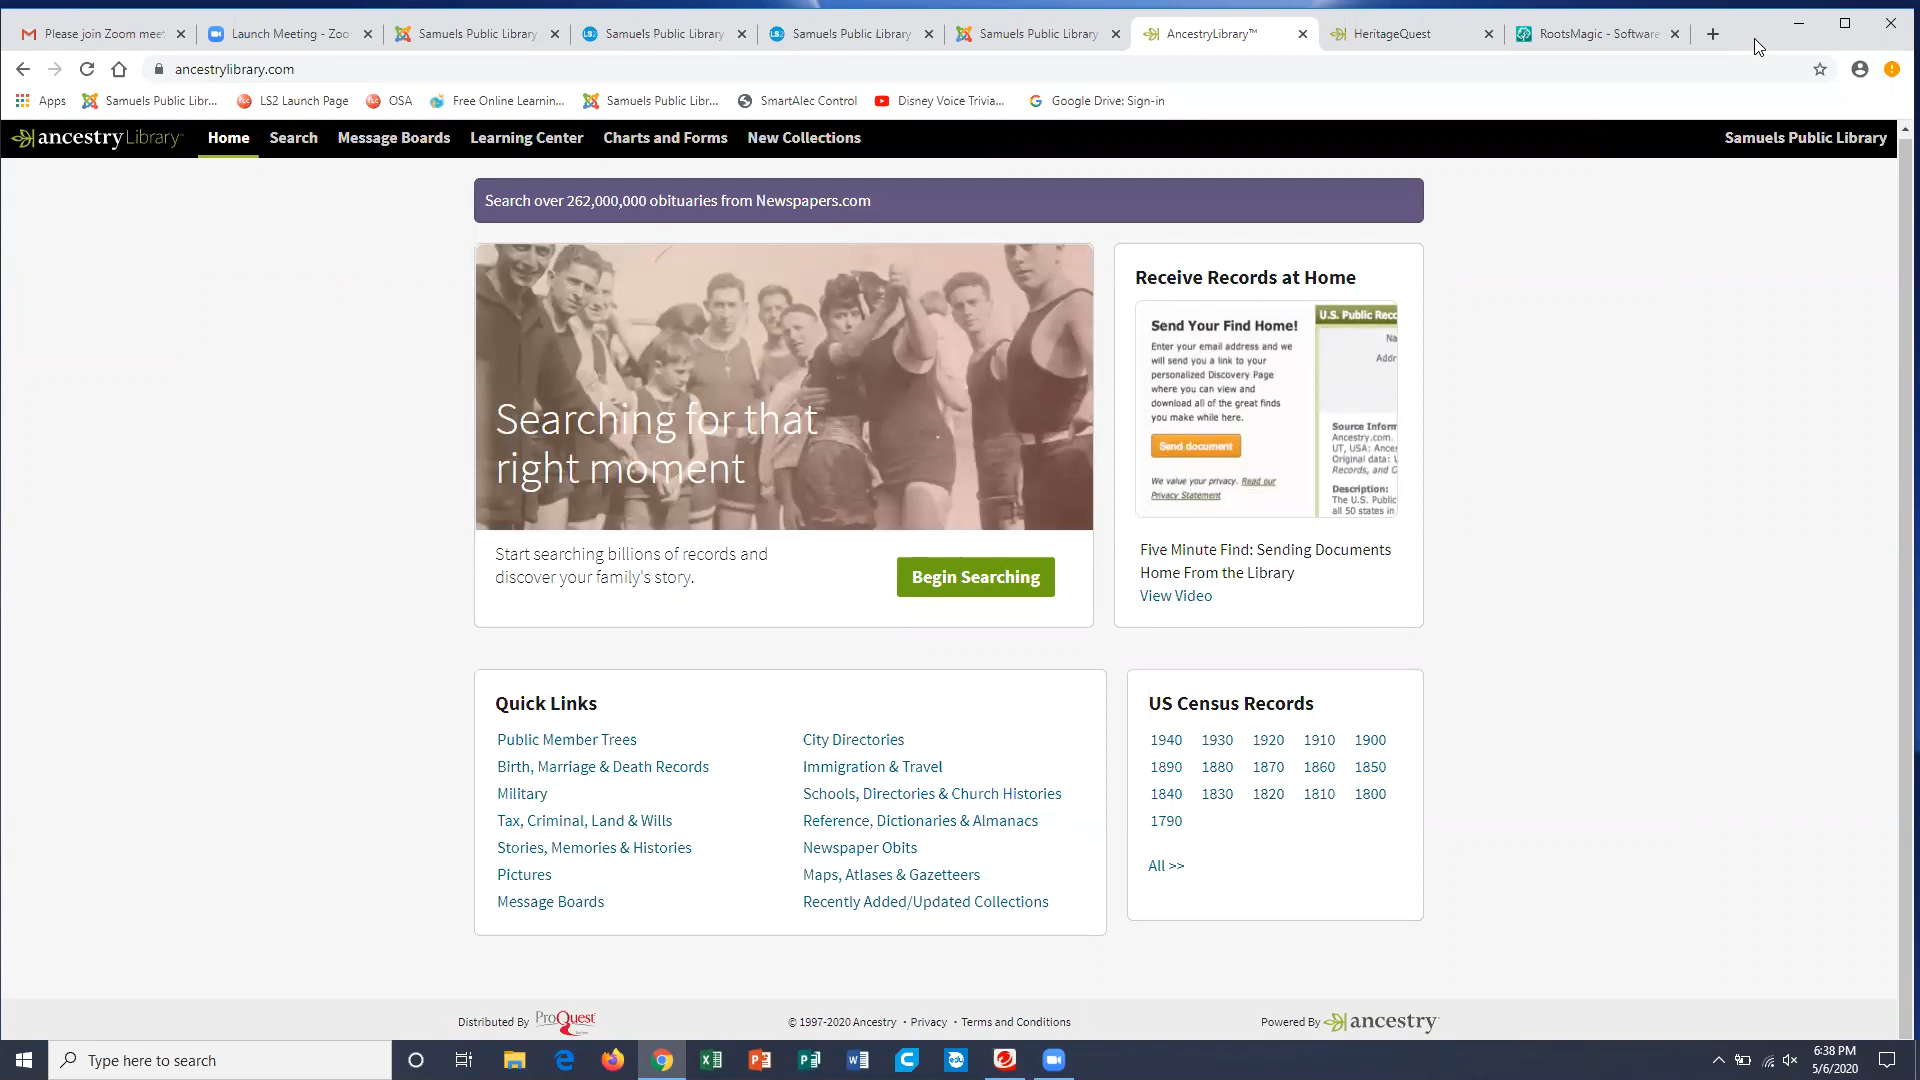 Please join Zoom meet
Launch Meeting - Zoo
Samuels Public Library
Samuels Public Library
Samuels Public Library
Samuels Public Library
AncestryLibrary™
HeritageQuest
RootsMagic - Software
ancestrylibrary.com
Apps
Samuels Public Libr...
LS2 Launch Page
OSA
Free Online Learnin...
Samuels Public Libr...
SmartAlec Control
Disney Voice Trivia...
Google Drive: Sign-in
ancestryLibrary
Home
Search
Message Boards
Learning Center
Charts and Forms
New Collections
Samuels Public Library
Search over 262,000,000 obituaries from Newspapers.com
Searching for that
right moment
Start searching billions of records and
discover your family's story.
Begin Searching
Receive Records at Home
Send Your Find Home!
Enter your email address and we
will send you a link to your
personalized Discovery Page
where you can view and
download all of the great finds
you make while here.
Send document
We value your privacy. Read our
Privacy Statement
U.S. Public Rec
Na
Addr
Source Inform
Ancestry.com.
UT, USA: Ances
Original data:
Records, and C
Description:
The U.S. Public
all 50 states in
Five Minute Find: Sending Documents
Home From the Library
View Video
Quick Links
Public Member Trees
Birth, Marriage & Death Records
Military
Tax, Criminal, Land & Wills
Stories, Memories & Histories
Pictures
Message Boards
City Directories
Immigration & Travel
Schools, Directories & Church Histories
Reference, Dictionaries & Almanacs
Newspaper Obits
Maps, Atlases & Gazetteers
Recently Added/Updated Collections
US Census Records
1940 1930 1920 1910 1900
1890 1880 1870 1860 1850
1840 1830 1820 1810 1800
1790
All >>
Distributed By ProQuest
© 1997-2020 Ancestry • Privacy • Terms and Conditions
Powered By ancestry
Type here to search
6:38 PM
5/6/2020